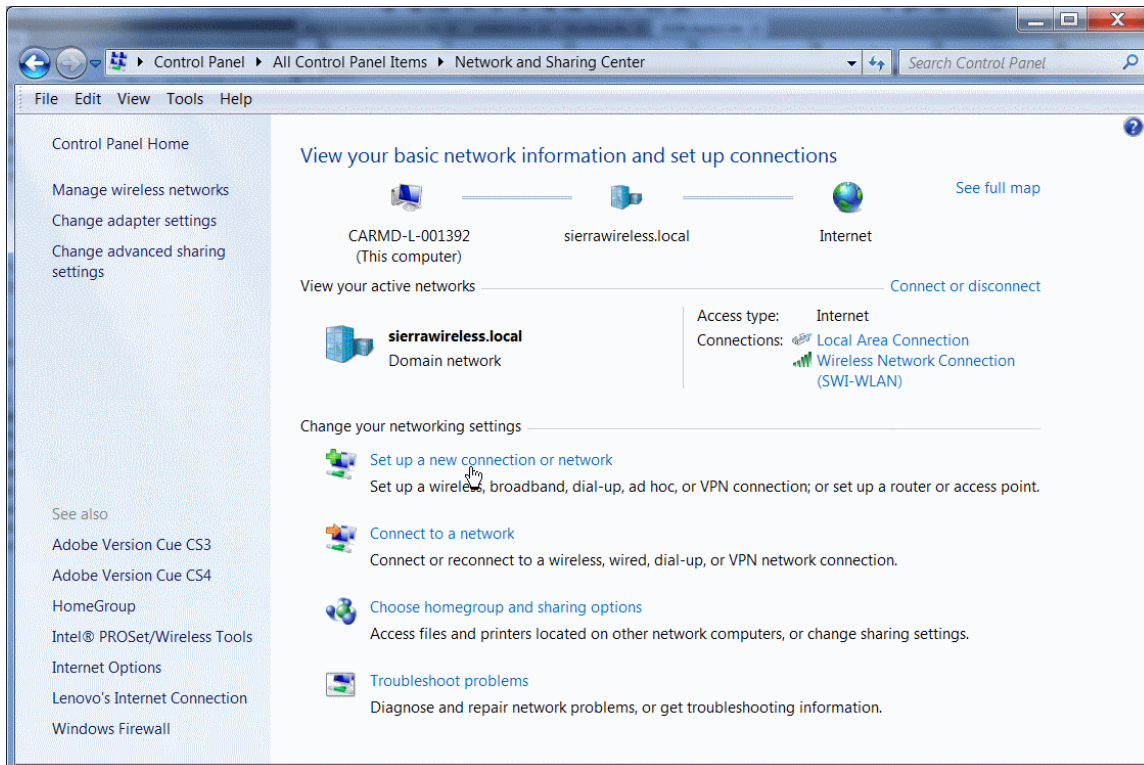 Control Panel ▸ All Control Panel Items ▸ Network and Sharing Center
Search Control Panel
File Edit View Tools Help
Control Panel Home
Manage wireless networks
Change adapter settings
Change advanced sharing
settings
See also
Adobe Version Cue CS3
Adobe Version Cue CS4
HomeGroup
Intel® PROSet/Wireless Tools
Internet Options
Lenovo's Internet Connection
Windows Firewall
View your basic network information and set up connections
See full map
CARMD-L-001392
(This computer)
sierrawireless.local
Internet
View your active networks
Connect or disconnect
sierrawireless.local
Domain network
Access type: Internet
Connections: Local Area Connection
Wireless Network Connection
(SWI-WLAN)
Change your networking settings
Set up a new connection or network
Set up a wireless, broadband, dial-up, ad hoc, or VPN connection; or set up a router or access point.
Connect to a network
Connect or reconnect to a wireless, wired, dial-up, or VPN network connection.
Choose homegroup and sharing options
Access files and printers located on other network computers, or change sharing settings.
Troubleshoot problems
Diagnose and repair network problems, or get troubleshooting information.